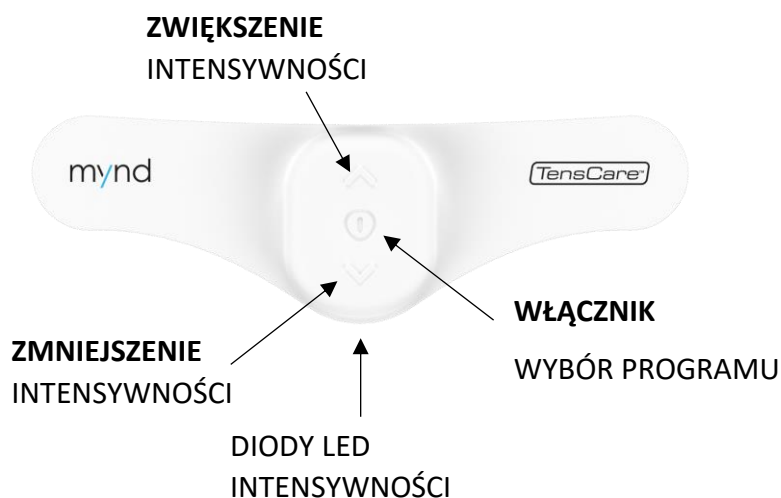 ZWIĘKSZENIE
INTENSYWNOŚCI
mynd
TensCare
WŁĄCZNIK
WYBÓR PROGRAMU
ZMNIEJSZENIE
INTENSYWNOŚCI
DIODY LED
INTENSYWNOŚCI